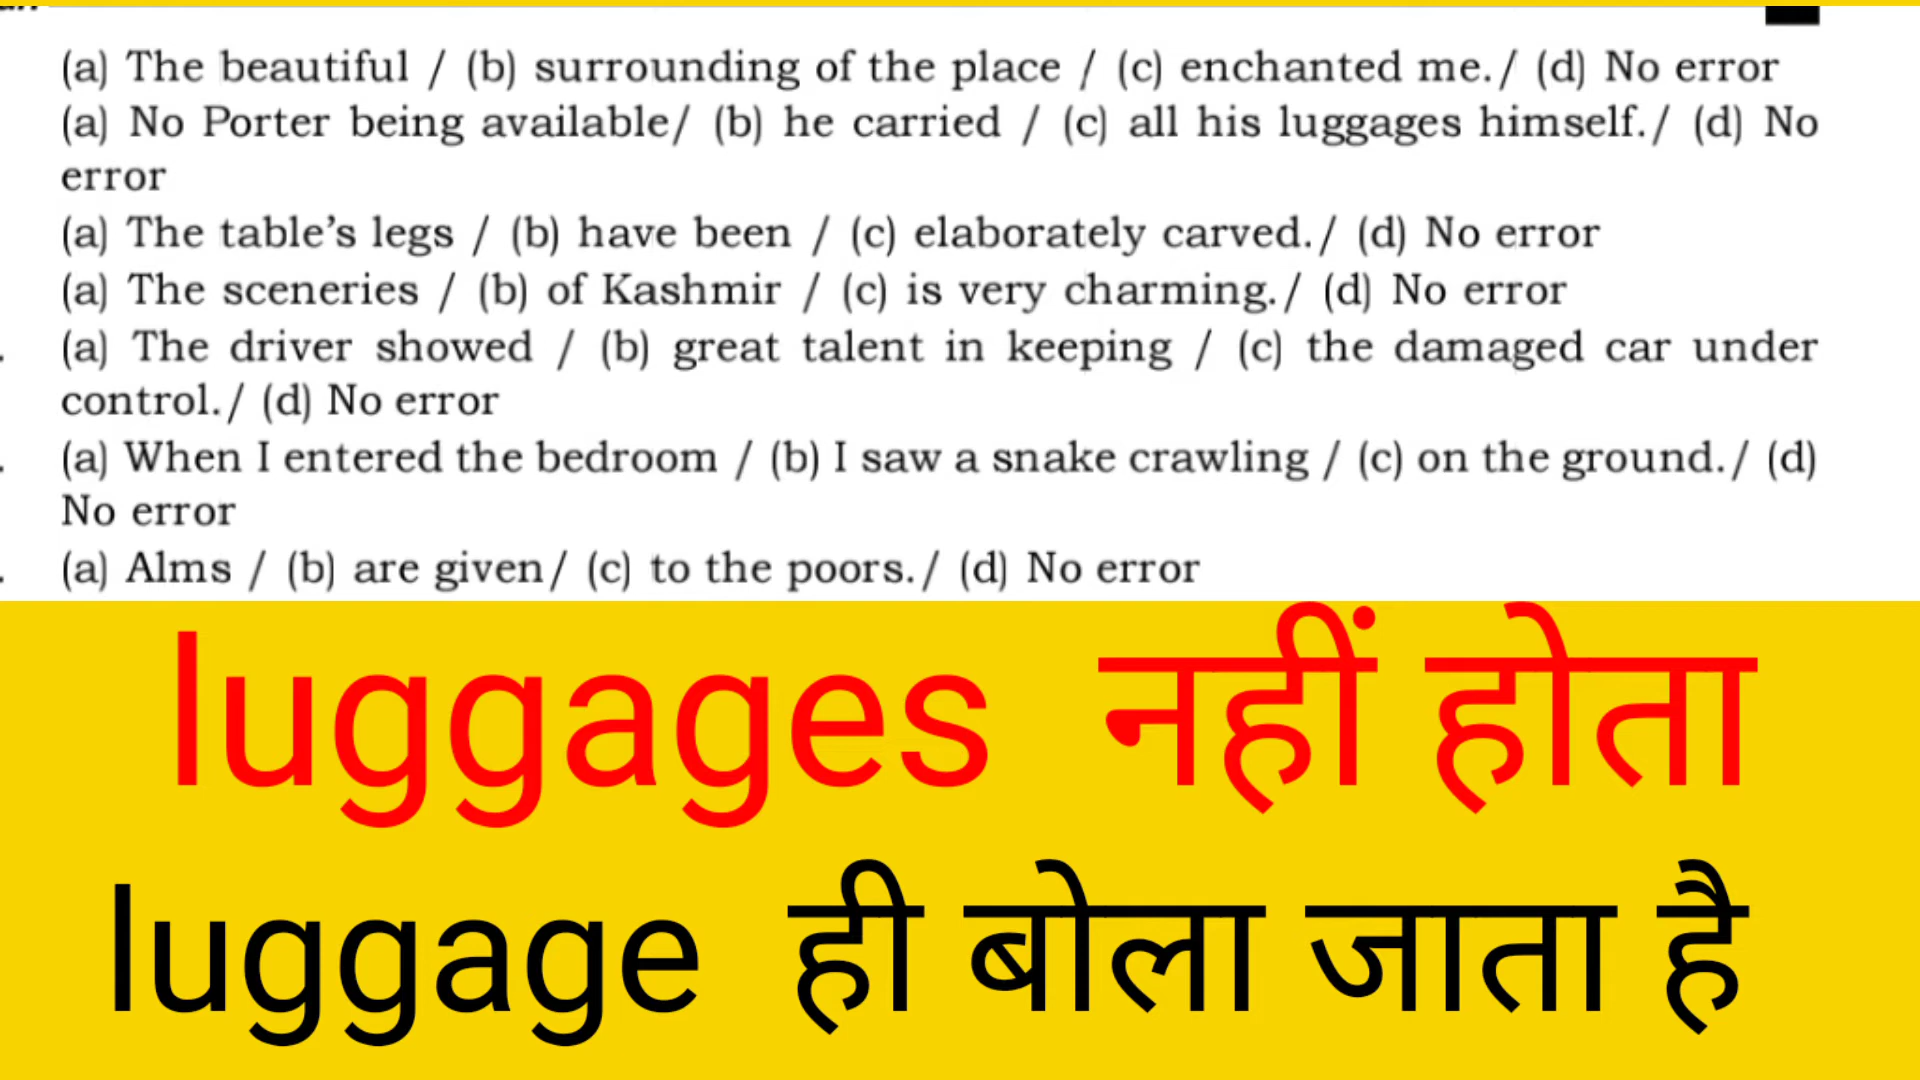 (a) The beautiful / (b) surrounding of the place / (c) enchanted me./ (d) No error
(a) No Porter being available/ (b) he carried / (c) all his luggages himself./ (d) No
error
(a) The table’s legs / (b) have been / (c) elaborately carved./ (d) No error
(a) The sceneries / (b) of Kashmir / (c) is very charming./ (d) No error
. (a) The driver showed / (b) great talent in keeping / (c) the damaged car under
control./ (d) No error
. (a) When I entered the bedroom / (b) I saw a snake crawling / (c) on the ground./ (d)
No error
. (a) Alms / (b) are given/ (c) to the poors./ (d) No error
luggages नहीं होता
luggage ही बोला जाता है